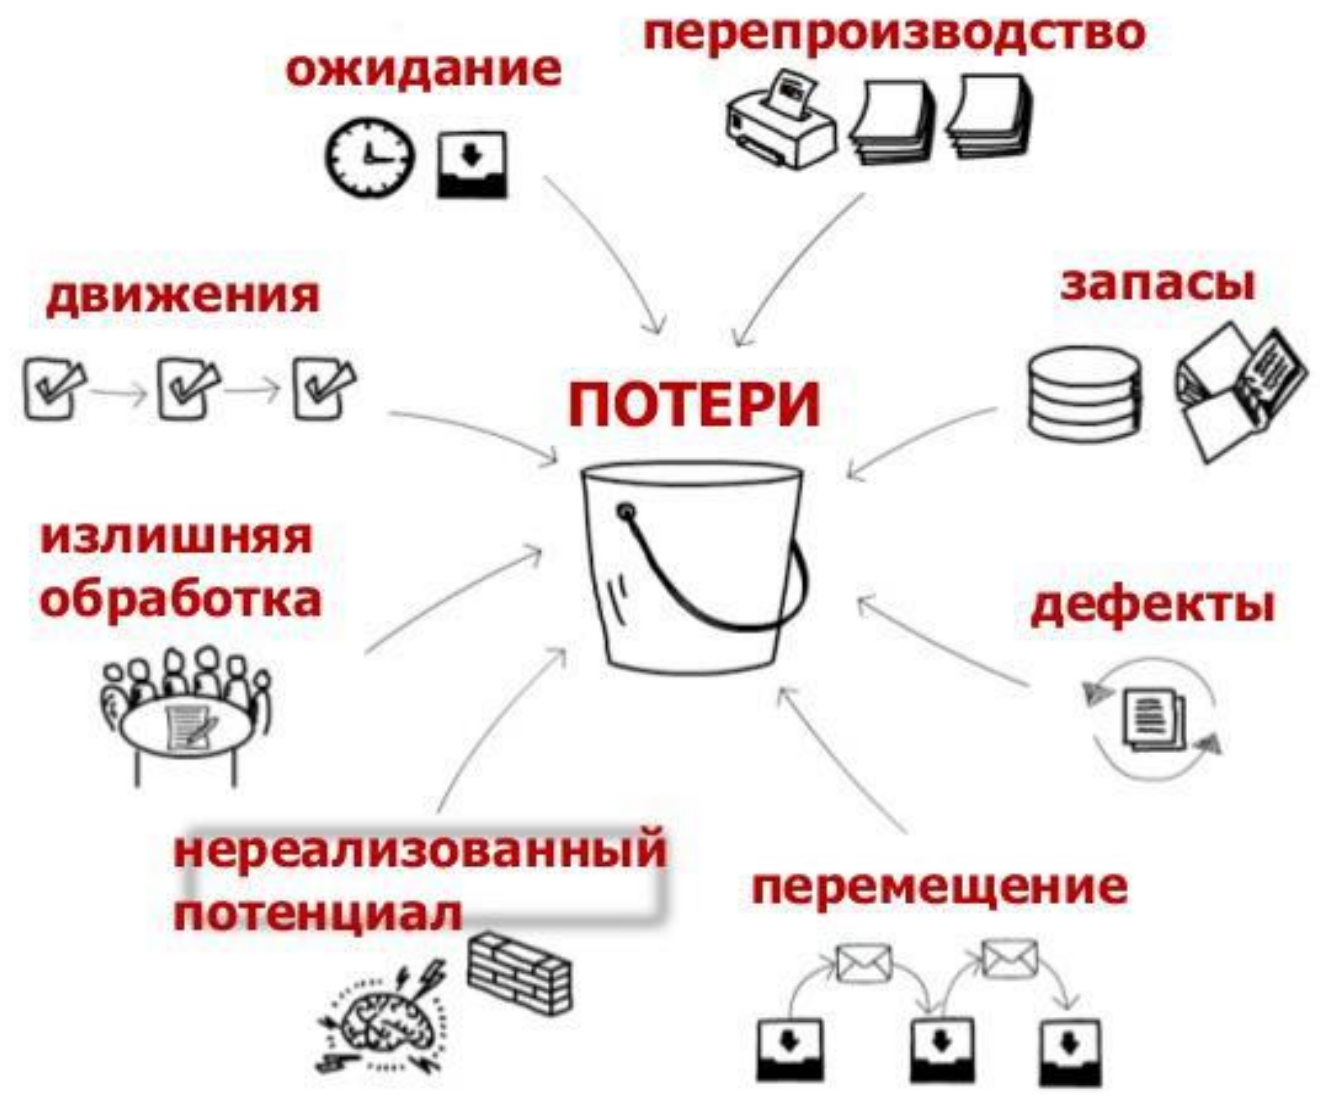 перепроизводство
ожидание
запасы
движения
ПОТЕРИ
излишняя
обработка
дефекты
нереализованный
потенциал
перемещение